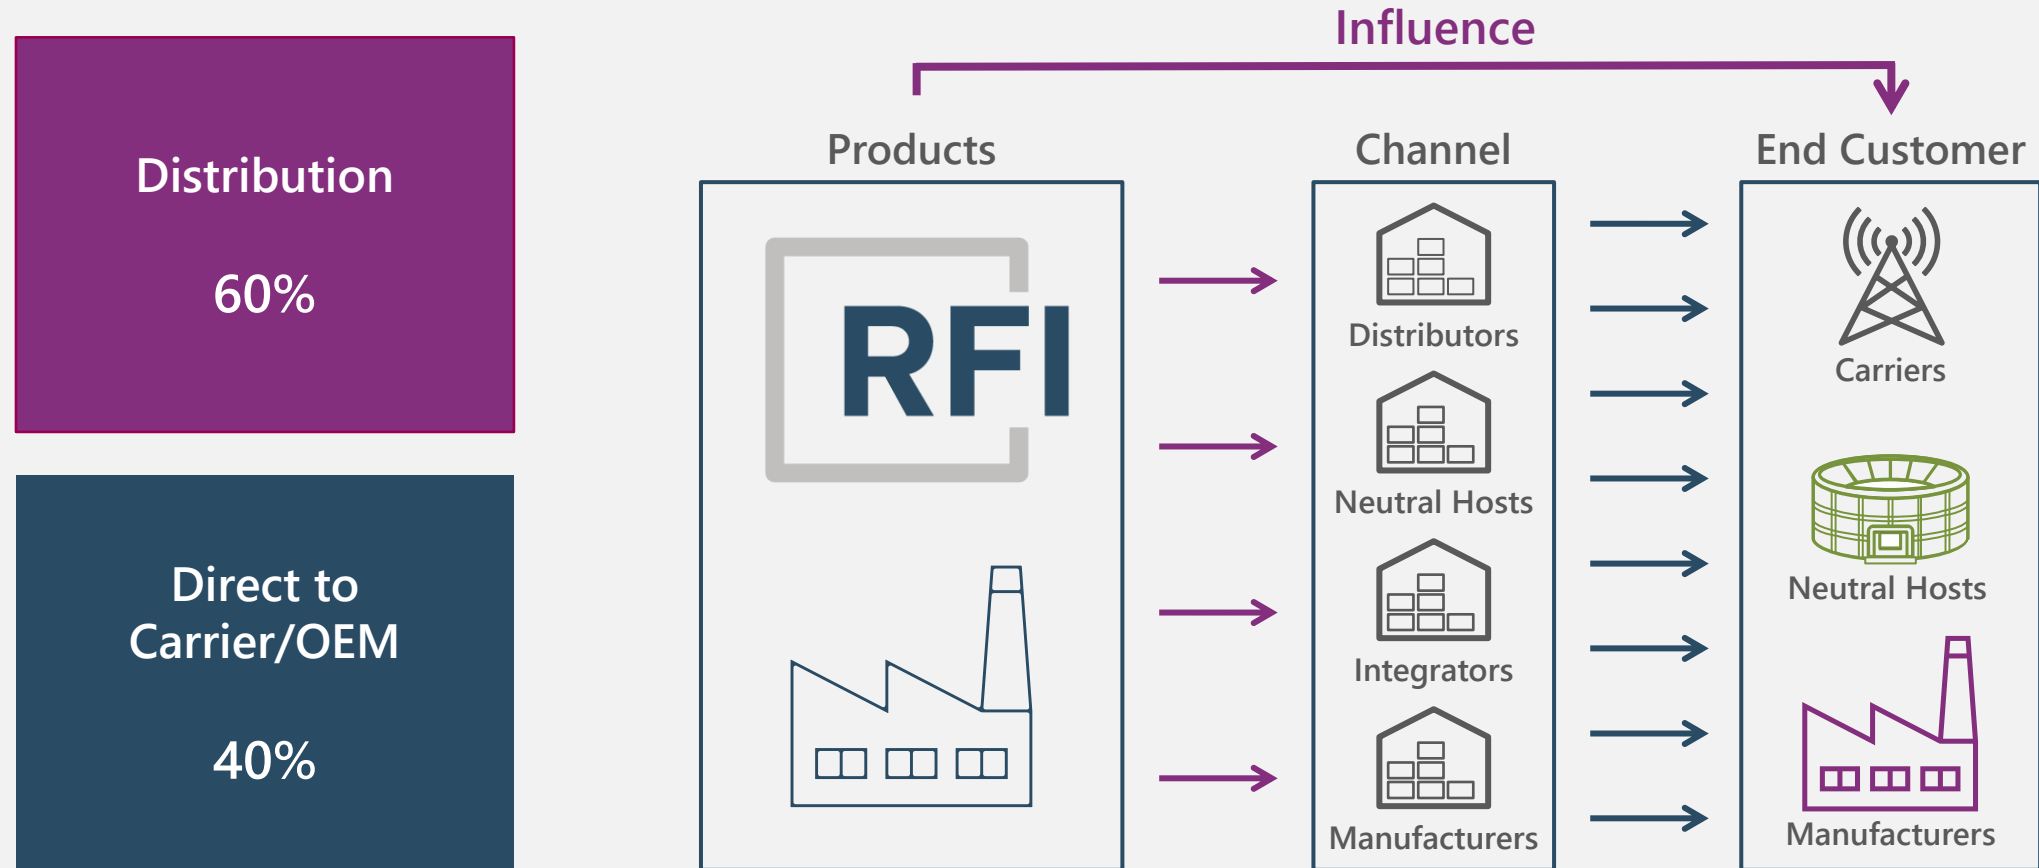 Distribution
60%
Direct to
Carrier/OEM
40%
Influence
Products
RFI
Channel
Distributors
Neutral Hosts
Integrators
Manufacturers
End Customer
Carriers
Neutral Hosts
Manufacturers